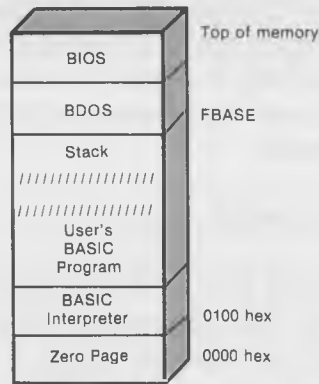 Top of memory
BIOS
BDOS
FBASE
Stack
User's
BASIC
Program
BASIC
Interpreter
0100 hex
Zero Page
0000 hex